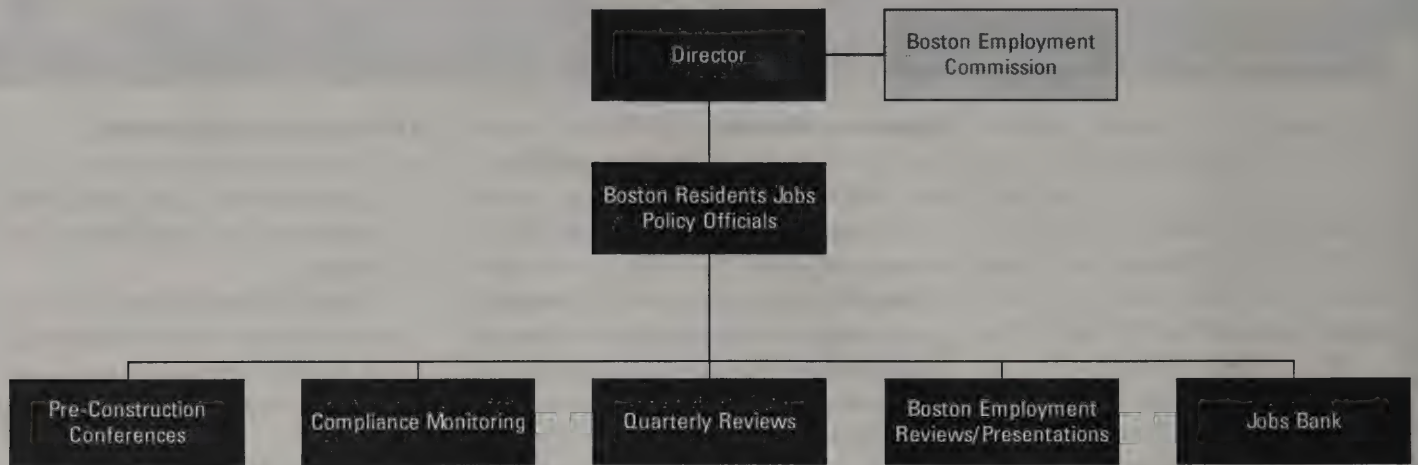 Director
Boston Employment
Commission
Boston Residents Jobs
Policy Officials
Pre-Construction
Conferences
Compliance Monitoring
Quarterly Reviews
Boston Employment
Reviews/Presentations
Jobs Bank